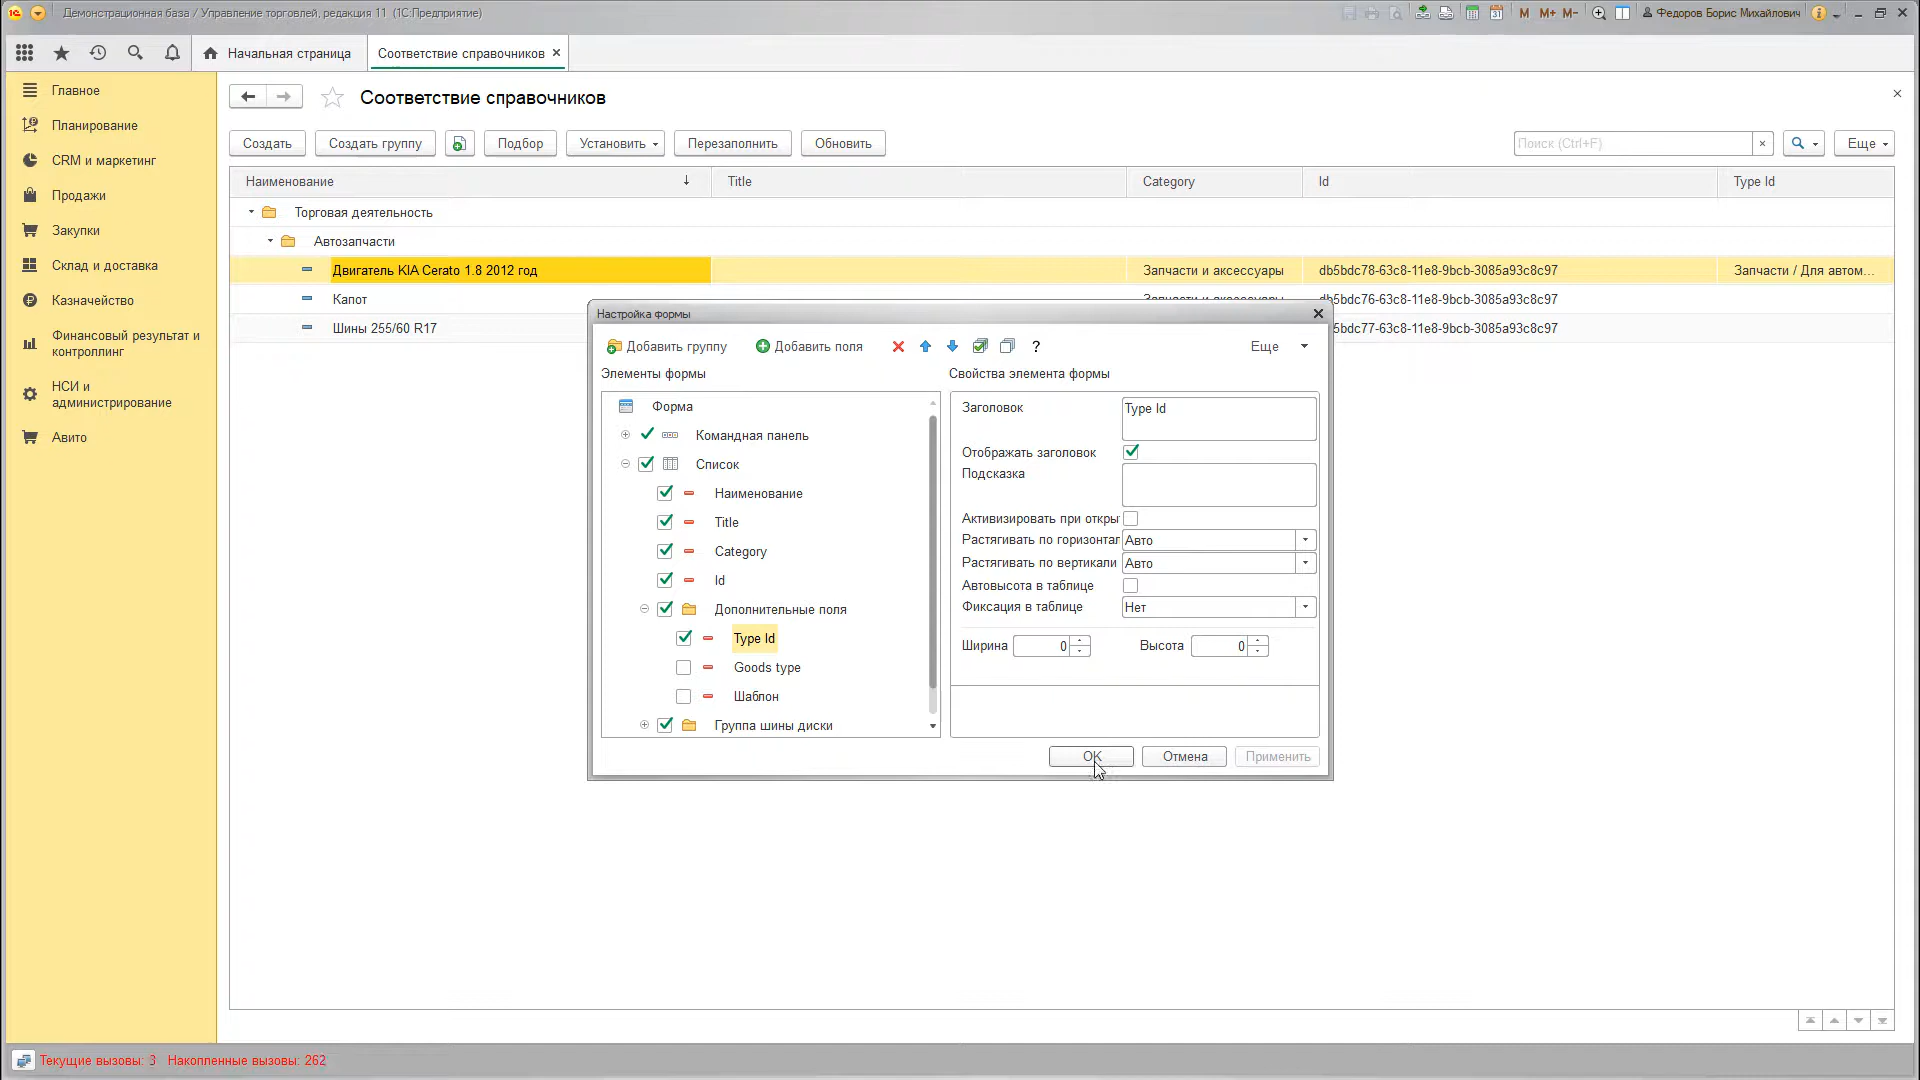 Демонстрационная база / Управление торговлей, редакция 11 (1С:Предприятие)
M M+ M-
Федоров Борис Михайлович
Начальная страница
Соответствие справочников
Главное
Планирование
CRM и маркетинг
Продажи
Закупки
Склад и доставка
Казначейство
Финансовый результат и
контроллинг
НСИ и
администрирование
Авито
Соответствие справочников
Создать Создать группу Подбор Установить Перезаполнить Обновить Поиск (Ctrl+F) Еще
Наименование Title Category Id Type Id
Торговая деятельность
Автозапчасти
Двигатель KIA Cerato 1.8 2012 год Запчасти и аксессуары db5bdc78-63c8-11e8-9bcb-3085a93c8c97 Запчасти / Для автом...
Капот Запчасти и аксессуары db5bdc76-63c8-11e8-9bcb-3085a93c8c97
Шины 255/60 R17 5bdc77-63c8-11e8-9bcb-3085a93c8c97
Настройка формы
Добавить группу Добавить поля ? Еще
Элементы формы
Форма
Командная панель
Список
Наименование
Title
Category
Id
Дополнительные поля
Type Id
Goods type
Шаблон
Группа шины диски
Свойства элемента формы
Заголовок Type Id
Отображать заголовок
Подсказка
Активизировать при откры
Растягивать по горизонтал Авто
Растягивать по вертикали Авто
Автовысота в таблице
Фиксация в таблице Нет
Ширина 0 Высота 0
OK Отмена Применить
Текущие вызовы: 3 Накопленные вызовы: 262